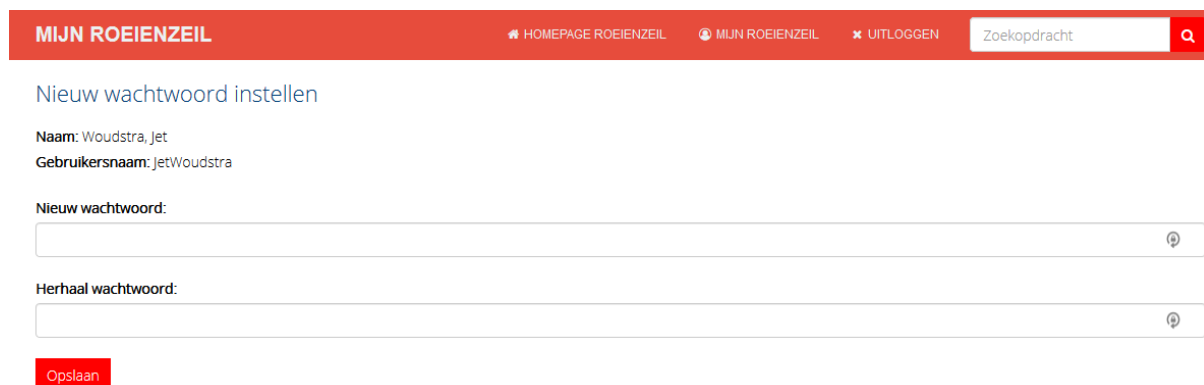 MIJN ROEIENZEIL HOMEPAGE ROEIENZEIL MIJN ROEIENZEIL UITLOGGEN Zoekopdracht
Nieuw wachtwoord instellen
Naam: Woudstra, Jet
Gebruikersnaam: JetWoudstra
Nieuw wachtwoord:
Herhaal wachtwoord:
Opslaan